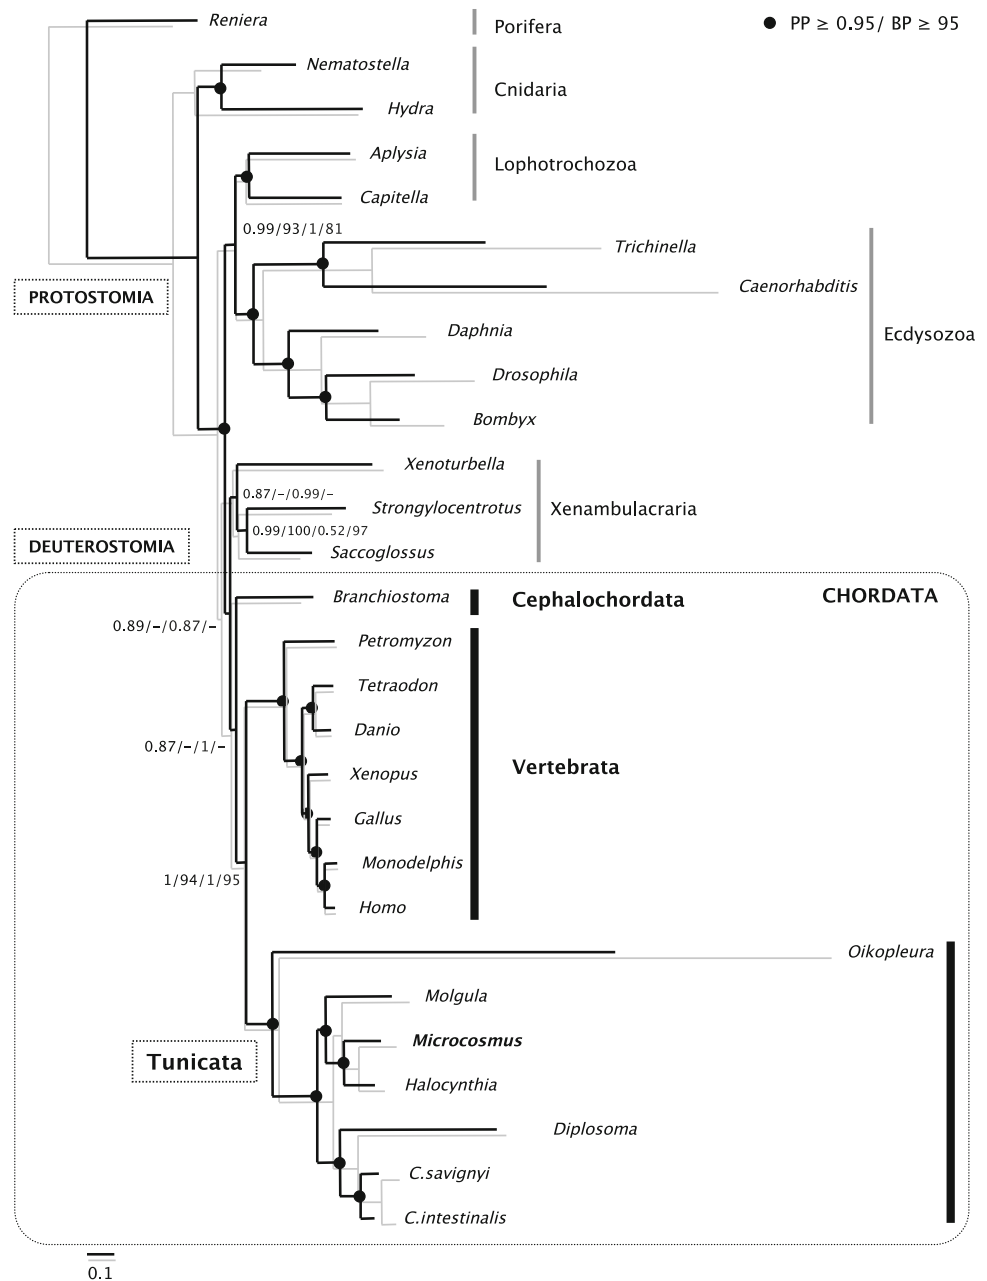 Reniera
Porifera
PP ≥ 0.95/ BP ≥ 95
Nematostella
Cnidaria
Hydra
Aplysia
Lophotrochozoa
Capitella
0.99/93/1/81
Trichinella
PROTOSTOMIA
Caenorhabditis
Daphnia
Ecdysozoa
Drosophila
Bombyx
Xenoturbella
0.87/–/0.99/–
Strongylocentrotus
Xenambulacraria
0.99/100/0.52/97
DEUTEROSTOMIA
Saccoglossus
Branchiostoma
Cephalochordata
CHORDATA
0.89/–/0.87/–
Petromyzon
Tetraodon
Danio
0.87/–/1/–
Vertebrata
Xenopus
Gallus
Monodelphis
1/94/1/95
Homo
Oikopleura
Molgula
Microcosmus
Tunicata
Halocynthia
Diplosoma
C.savignyi
C.intestinalis
0.1